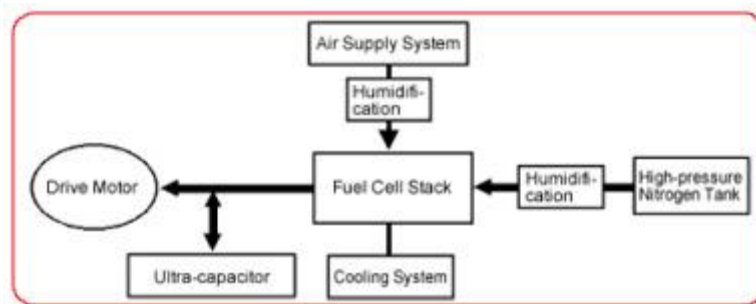 Air Supply System
Humidifi-
cation
Drive Motor
Fuel Cell Stack
Humidifi-
cation
High-pressure
Nitrogen Tank
Ultra-capacitor
Cooling System